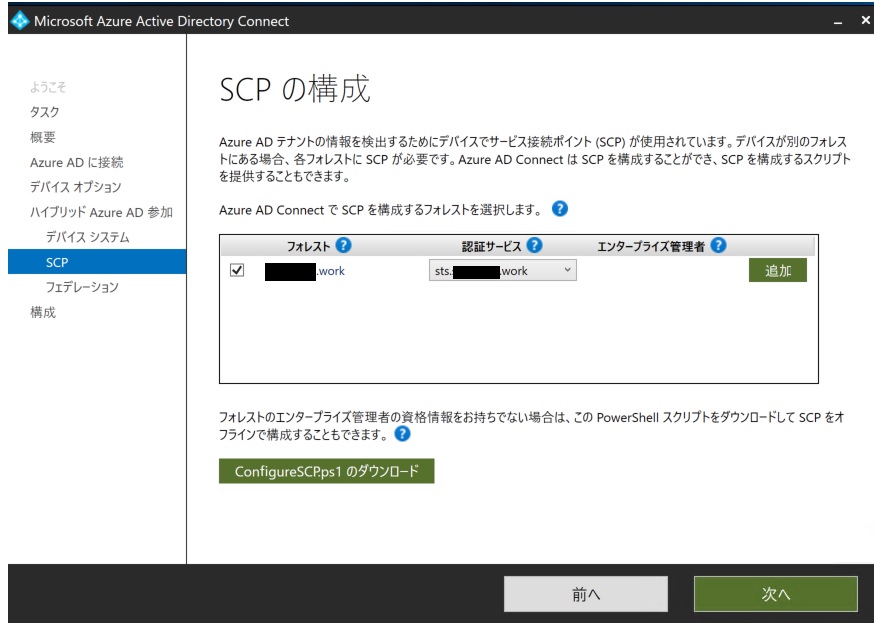 Microsoft Azure Active Directory Connect
ようこそ
タスク
概要
Azure AD に接続
デバイス オプション
ハイブリッド Azure AD 参加
デバイス システム
SCP
フェデレーション
構成
SCP の構成
Azure AD テナントの情報を検出するためにデバイスでサービス接続ポイント (SCP) が使用されています。デバイスが別のフォレス
トにある場合、各フォレストに SCP が必要です。Azure AD Connect は SCP を構成することができ、SCP を構成するスクリプト
を提供することもできます。
Azure AD Connect で SCP を構成するフォレストを選択します。 ?
フォレスト ? 認証サービス ? エンタープライズ管理者 ?
.work sts. .work 追加
フォレストのエンタープライズ管理者の資格情報をお持ちでない場合は、この PowerShell スクリプトをダウンロードして SCP をオ
フラインで構成することもできます。 ?
ConfigureSCP.ps1 のダウンロード
前へ 次へ